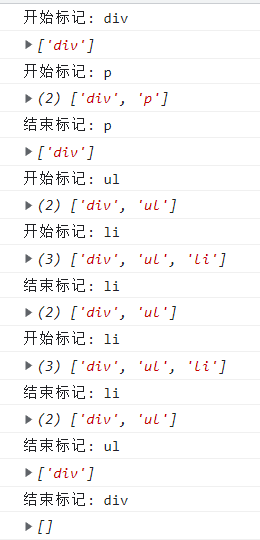 开始标记: div
['div']
开始标记: p
(2) ['div', 'p']
结束标记: p
['div']
开始标记: ul
(2) ['div', 'ul']
开始标记: li
(3) ['div', 'ul', 'li']
结束标记: li
(2) ['div', 'ul']
开始标记: li
(3) ['div', 'ul', 'li']
结束标记: li
(2) ['div', 'ul']
结束标记: ul
['div']
结束标记: div
[]